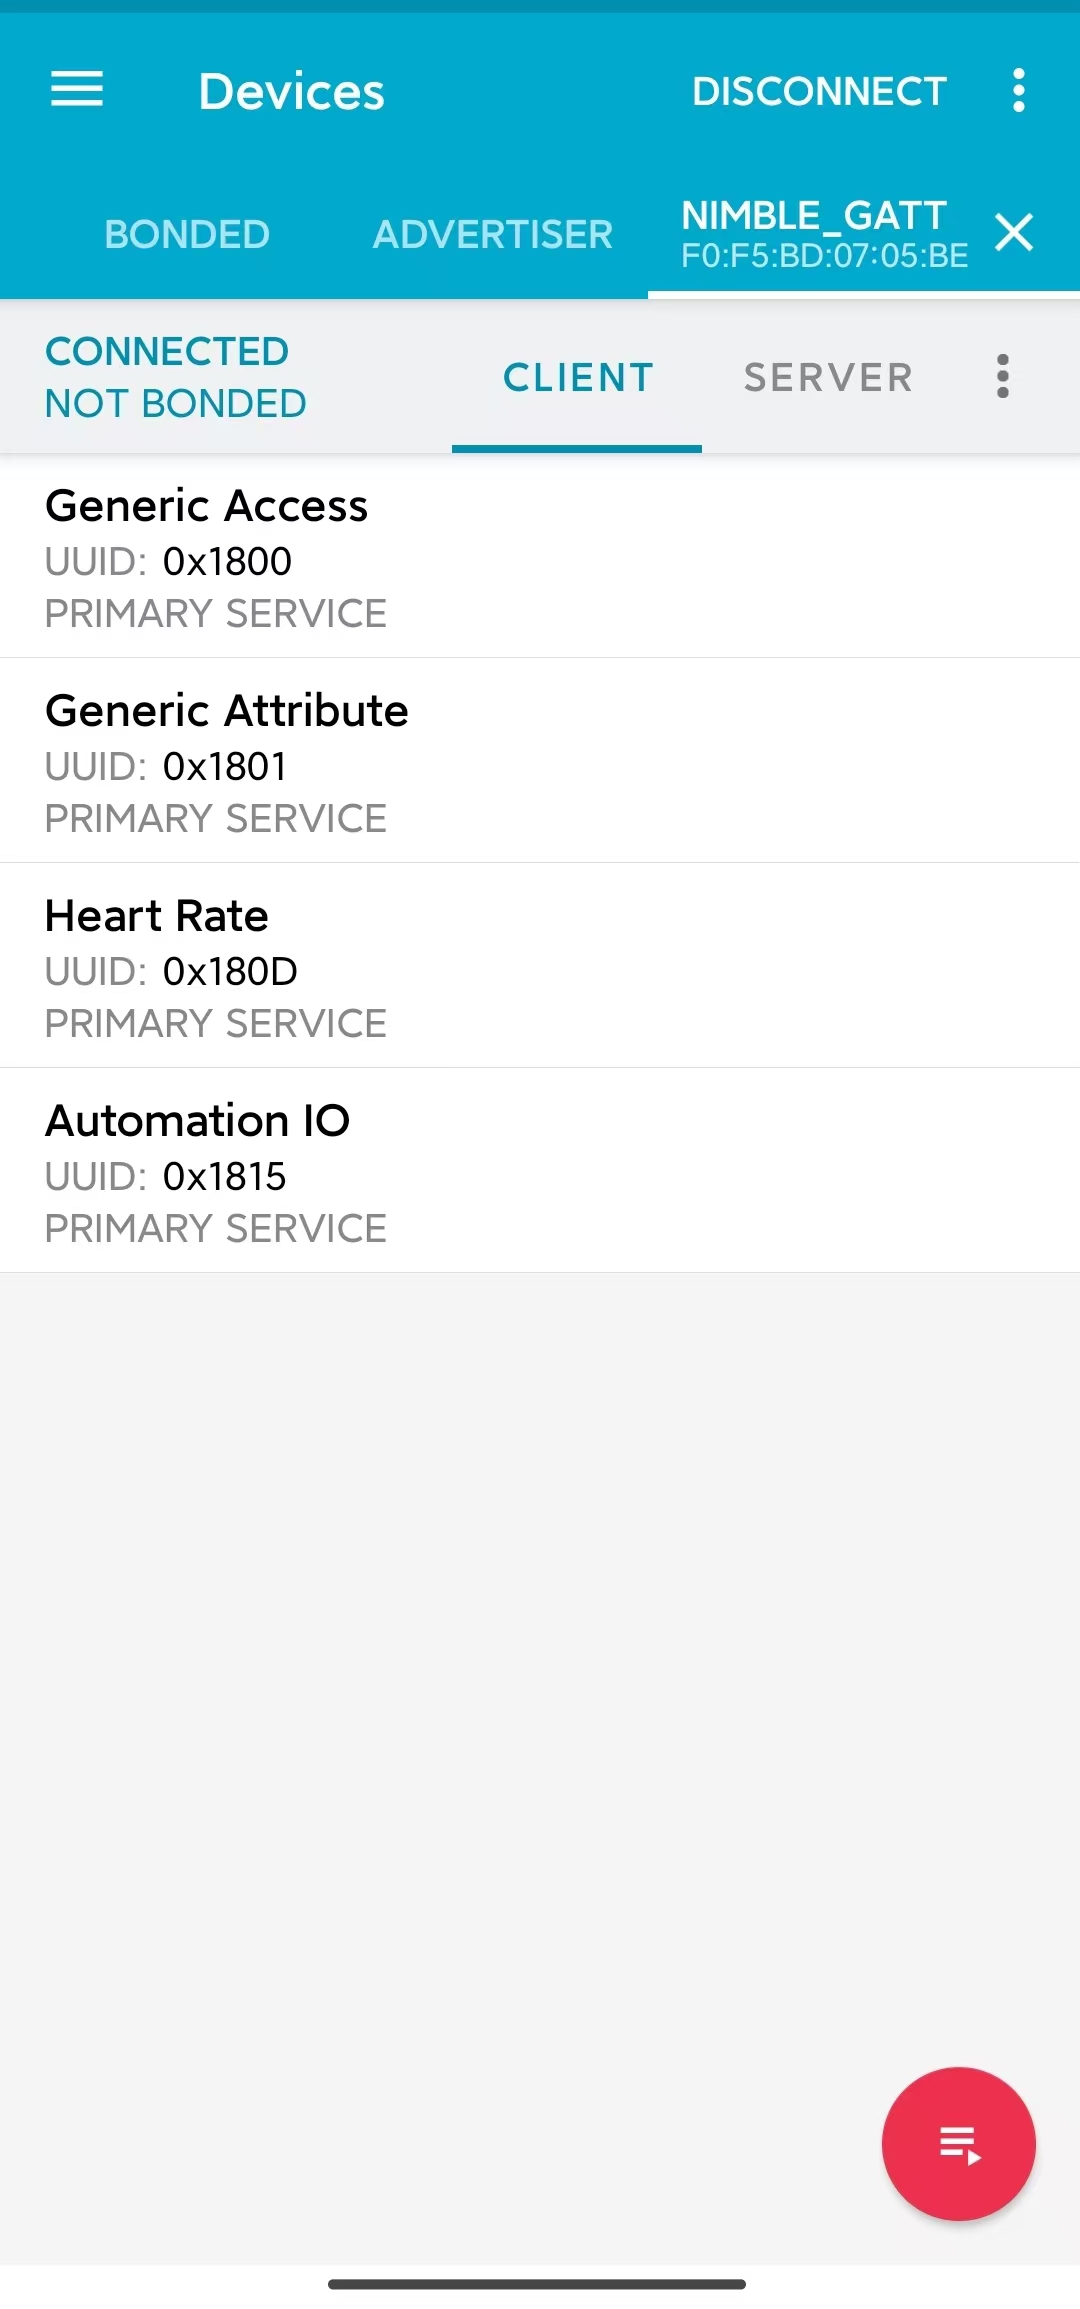 Devices
DISCONNECT
BONDED
ADVERTISER
NIMBLE_GATT
F0:F5:BD:07:05:BE
CONNECTED
NOT BONDED
CLIENT
SERVER
Generic Access
UUID: 0x1800
PRIMARY SERVICE
Generic Attribute
UUID: 0x1801
PRIMARY SERVICE
Heart Rate
UUID: 0x180D
PRIMARY SERVICE
Automation IO
UUID: 0x1815
PRIMARY SERVICE